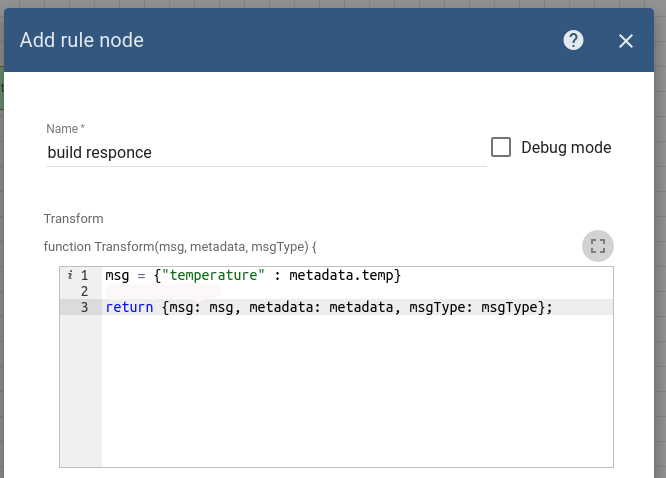 Add rule node
?
Name *
build responce
Debug mode
Transform
function Transform(msg, metadata, msgType) {
i 1 msg = {"temperature" : metadata.temp}
2
3 return {msg: msg, metadata: metadata, msgType: msgType};